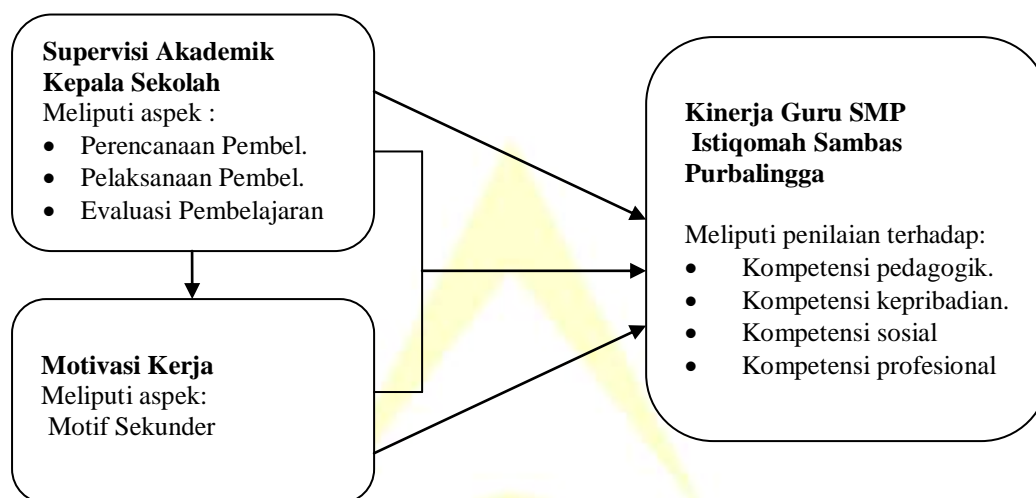 Supervisi Akademik
Kepala Sekolah
Meliputi aspek :
• Perencanaan Pembel.
• Pelaksanaan Pembel.
• Evaluasi Pembelajaran
Motivasi Kerja
Meliputi aspek:
Motif Sekunder
Kinerja Guru SMP
Istiqomah Sambas
Purbalingga
Meliputi penilaian terhadap:
• Kompetensi pedagogik.
• Kompetensi kepribadian.
• Kompetensi sosial
• Kompetensi profesional